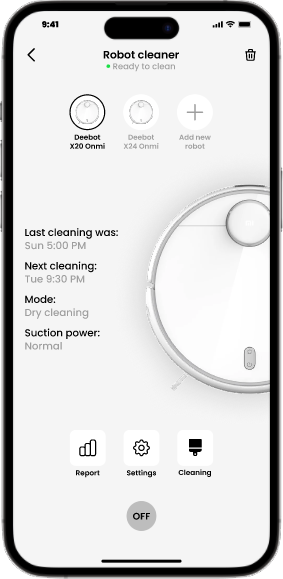 9:41
Robot cleaner
Ready to clean
Deebot
X20 Onmi
Deebot
X24 Onmi
Add new
robot
Last cleaning was:
Sun 5:00 PM
Next cleaning:
Tue 9:30 PM
Mode:
Dry cleaning
Suction power:
Normal
Report
Settings
Cleaning
OFF